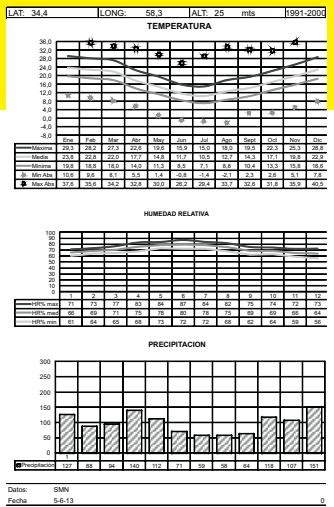 LAT: 34,4 LONG: 58,3 ALT: 25 mts 1991-2000
TEMPERATURA
36,0
32,0
28,0
24,0
20,0
16,0
12,0
8,0
4,0
0,0
-4,0
-8,0
Ene Feb Mar Abr May Jun Jul Ago Set Oct Nov Dic
Máxima 29,3 28,2 27,3 22,6 19,6 15,9 15,0 18,0 19,5 22,3 25,3 28,8
Media 23,8 22,8 22,0 17,7 14,8 11,7 10,5 12,7 14,3 17,1 19,8 22,9
Mínima 19,8 18,8 18,0 14,0 11,3 8,5 7,1 8,8 10,4 13,3 15,8 18,6
Min Abs 10,6 9,6 8,1 5,5 1,4 -0,8 -1,4 -2,1 2,3 2,6 5,1 7,8
Max Abs 37,6 35,6 34,2 32,8 30,0 26,2 29,4 33,7 32,6 31,8 35,9 40,5
HUMEDAD RELATIVA
100
90
80
70
60
50
40
30
20
10
0
1 2 3 4 5 6 7 8 9 10 11 12
HR% max 71 73 77 83 84 87 84 82 75 74 72 73
HR% med 66 69 71 75 78 80 78 75 69 69 66 64
HR% min 61 64 65 68 73 72 72 68 62 64 59 56
PRECIPITACION
300
250
200
150
100
50
0
1
Precipitación 127 88 94 140 112 71 59 58 64 118 107 151
Datos: SMN
Fecha 5-6-13 0